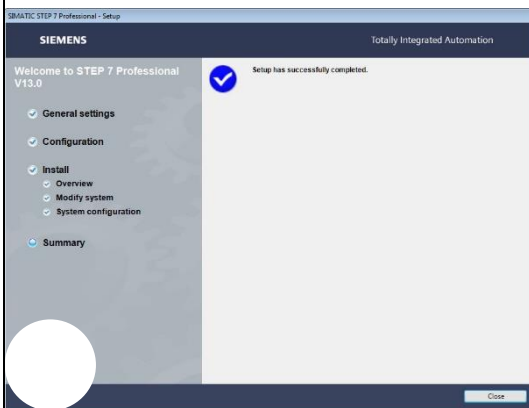 SIMATIC STEP 7 Professional - Setup
SIEMENS
Totally Integrated Automation
Welcome to STEP 7 Professional
V13.0
Setup has successfully completed.
General settings
Configuration
Install
Overview
Modify system
System configuration
Summary
Close